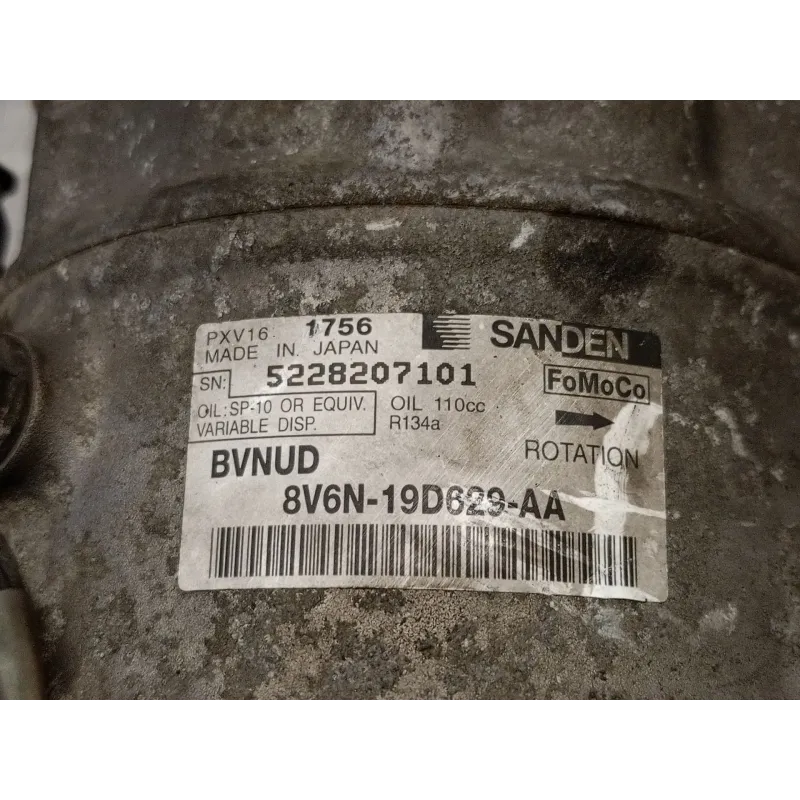 PXV16 1756 SANDEN
MADE IN JAPAN
SN: 5228207101 FoMoCo
OIL:SP-10 OR EQUIV. OIL 110cc
VARIABLE DISP. R134a
ROTATION
BVNUD
8V6N-19D629-AA